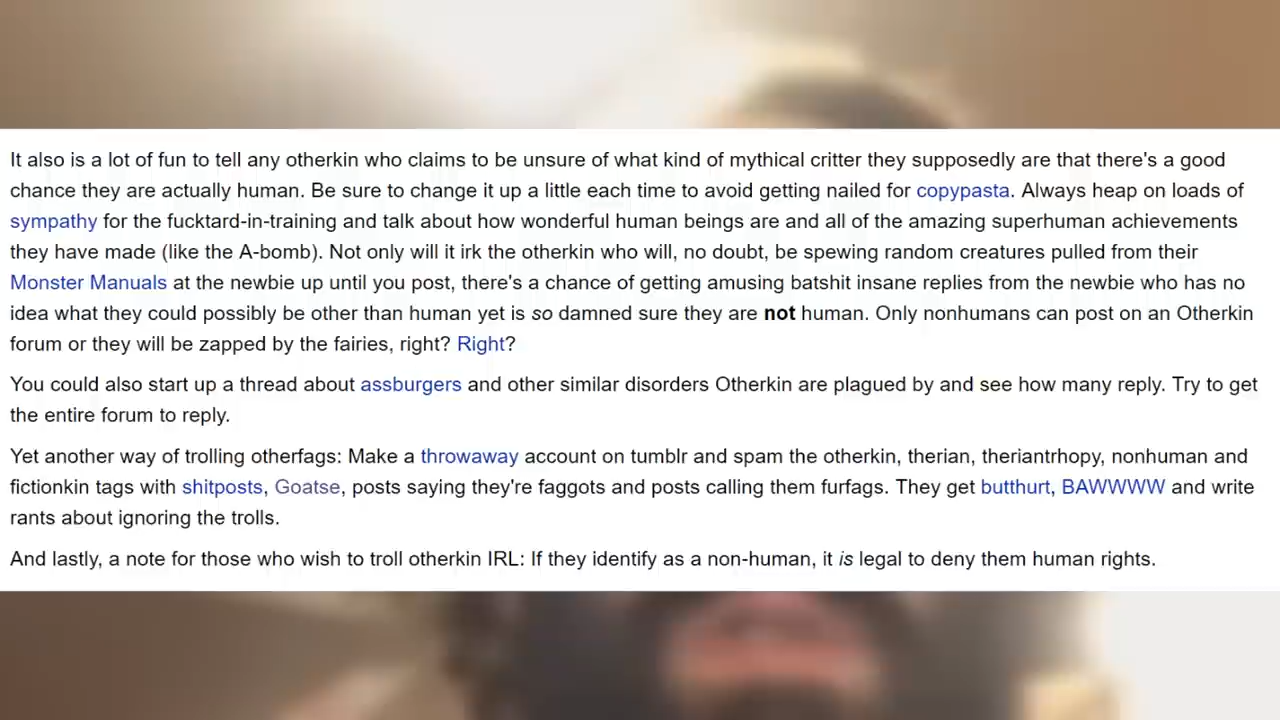 It also is a lot of fun to tell any otherkin who claims to be unsure of what kind of mythical critter they supposedly are that there's a good
chance they are actually human. Be sure to change it up a little each time to avoid getting nailed for copypasta. Always heap on loads of
sympathy for the fucktard-in-training and talk about how wonderful human beings are and all of the amazing superhuman achievements
they have made (like the A-bomb). Not only will it irk the otherkin who will, no doubt, be spewing random creatures pulled from their
Monster Manuals at the newbie up until you post, there's a chance of getting amusing batshit insane replies from the newbie who has no
idea what they could possibly be other than human yet is so damned sure they are not human. Only nonhumans can post on an Otherkin
forum or they will be zapped by the fairies, right? Right?
You could also start up a thread about assburgers and other similar disorders Otherkin are plagued by and see how many reply. Try to get
the entire forum to reply.
Yet another way of trolling otherfags: Make a throwaway account on tumblr and spam the otherkin, therian, theriantrhopy, nonhuman and
fictionkin tags with shitposts, Goatse, posts saying they're faggots and posts calling them furfags. They get butthurt, BAWWWW and write
rants about ignoring the trolls.
And lastly, a note for those who wish to troll otherkin IRL: If they identify as a non-human, it is legal to deny them human rights.